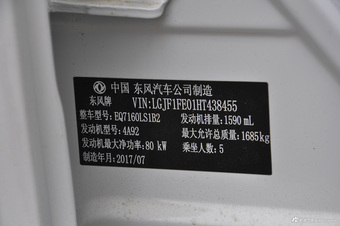 中国 东风汽车公司制造
东风牌 VIN:LGJF1FE01HT438455
整车型号:EQ7160LS1B2 发动机排量:1590 mL
发动机型号:4A92 最大允许总质量:1685kg
发动机最大净功率:80 kW 乘坐人数:5
制造年月:2017/07